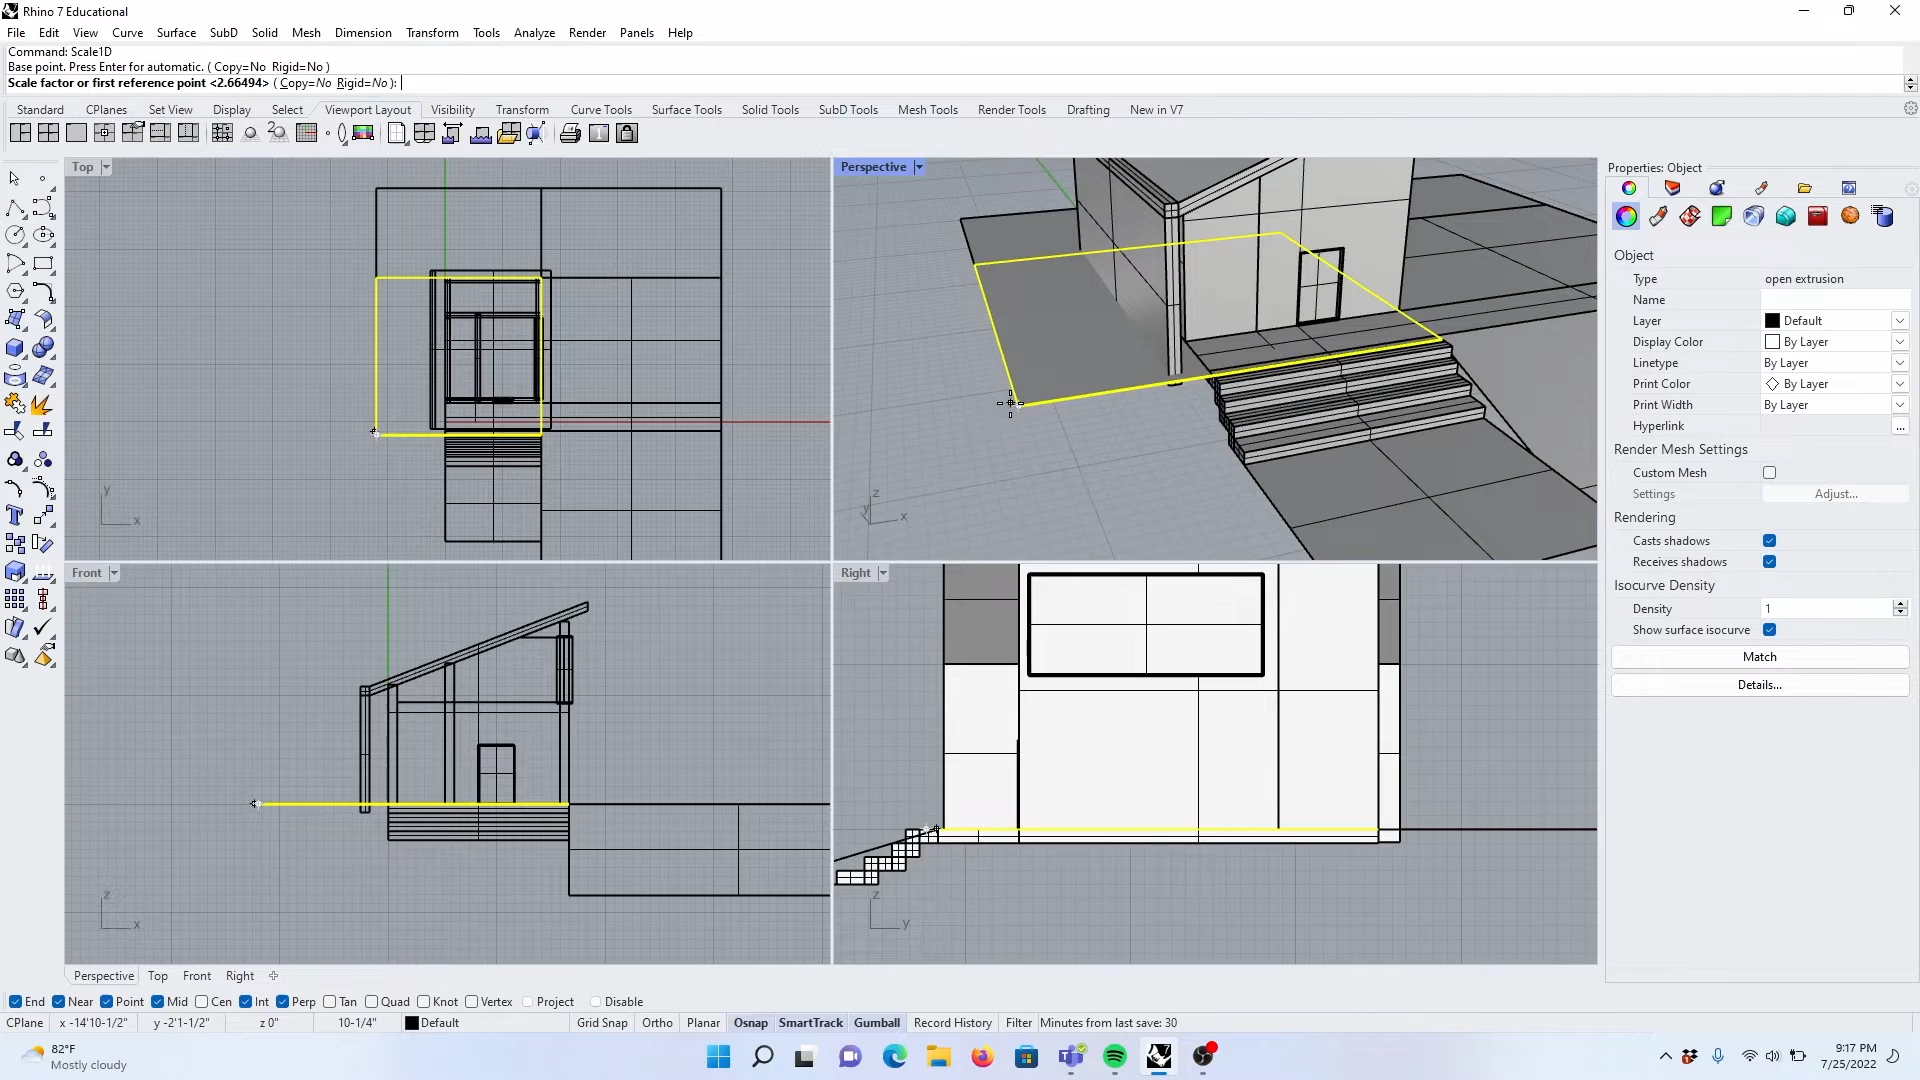 Rhino 7 Educational
File Edit View Curve Surface SubD Solid Mesh Dimension Transform Tools Analyze Render Panels Help
Command: Scale1D
Base point. Press Enter for automatic. ( Copy=No Rigid=No )
Scale factor or first reference point <2.66494> ( Copy=No Rigid=No ):
Standard CPlanes Set View Display Select Viewport Layout Visibility Transform Curve Tools Surface Tools Solid Tools SubD Tools Mesh Tools Render Tools Drafting New in V7
Top
y
x
Perspective
z
y
x
Front
z
x
Right
z
y
Properties: Object
Object
Type open extrusion
Name
Layer Default
Display Color By Layer
Linetype By Layer
Print Color By Layer
Print Width By Layer
Hyperlink ...
Render Mesh Settings
Custom Mesh
Settings Adjust...
Rendering
Casts shadows
Receives shadows
Isocurve Density
Density 1
Show surface isocurve
Match
Details...
Perspective Top Front Right
End Near Point Mid Cen Int Perp Tan Quad Knot Vertex Project Disable
CPlane x -14'10-1/2" y -2'1-1/2" z 0" 10-1/4" Default Grid Snap Ortho Planar Osnap SmartTrack Gumball Record History Filter Minutes from last save: 30
82°F
Mostly cloudy
9:17 PM
7/25/2022